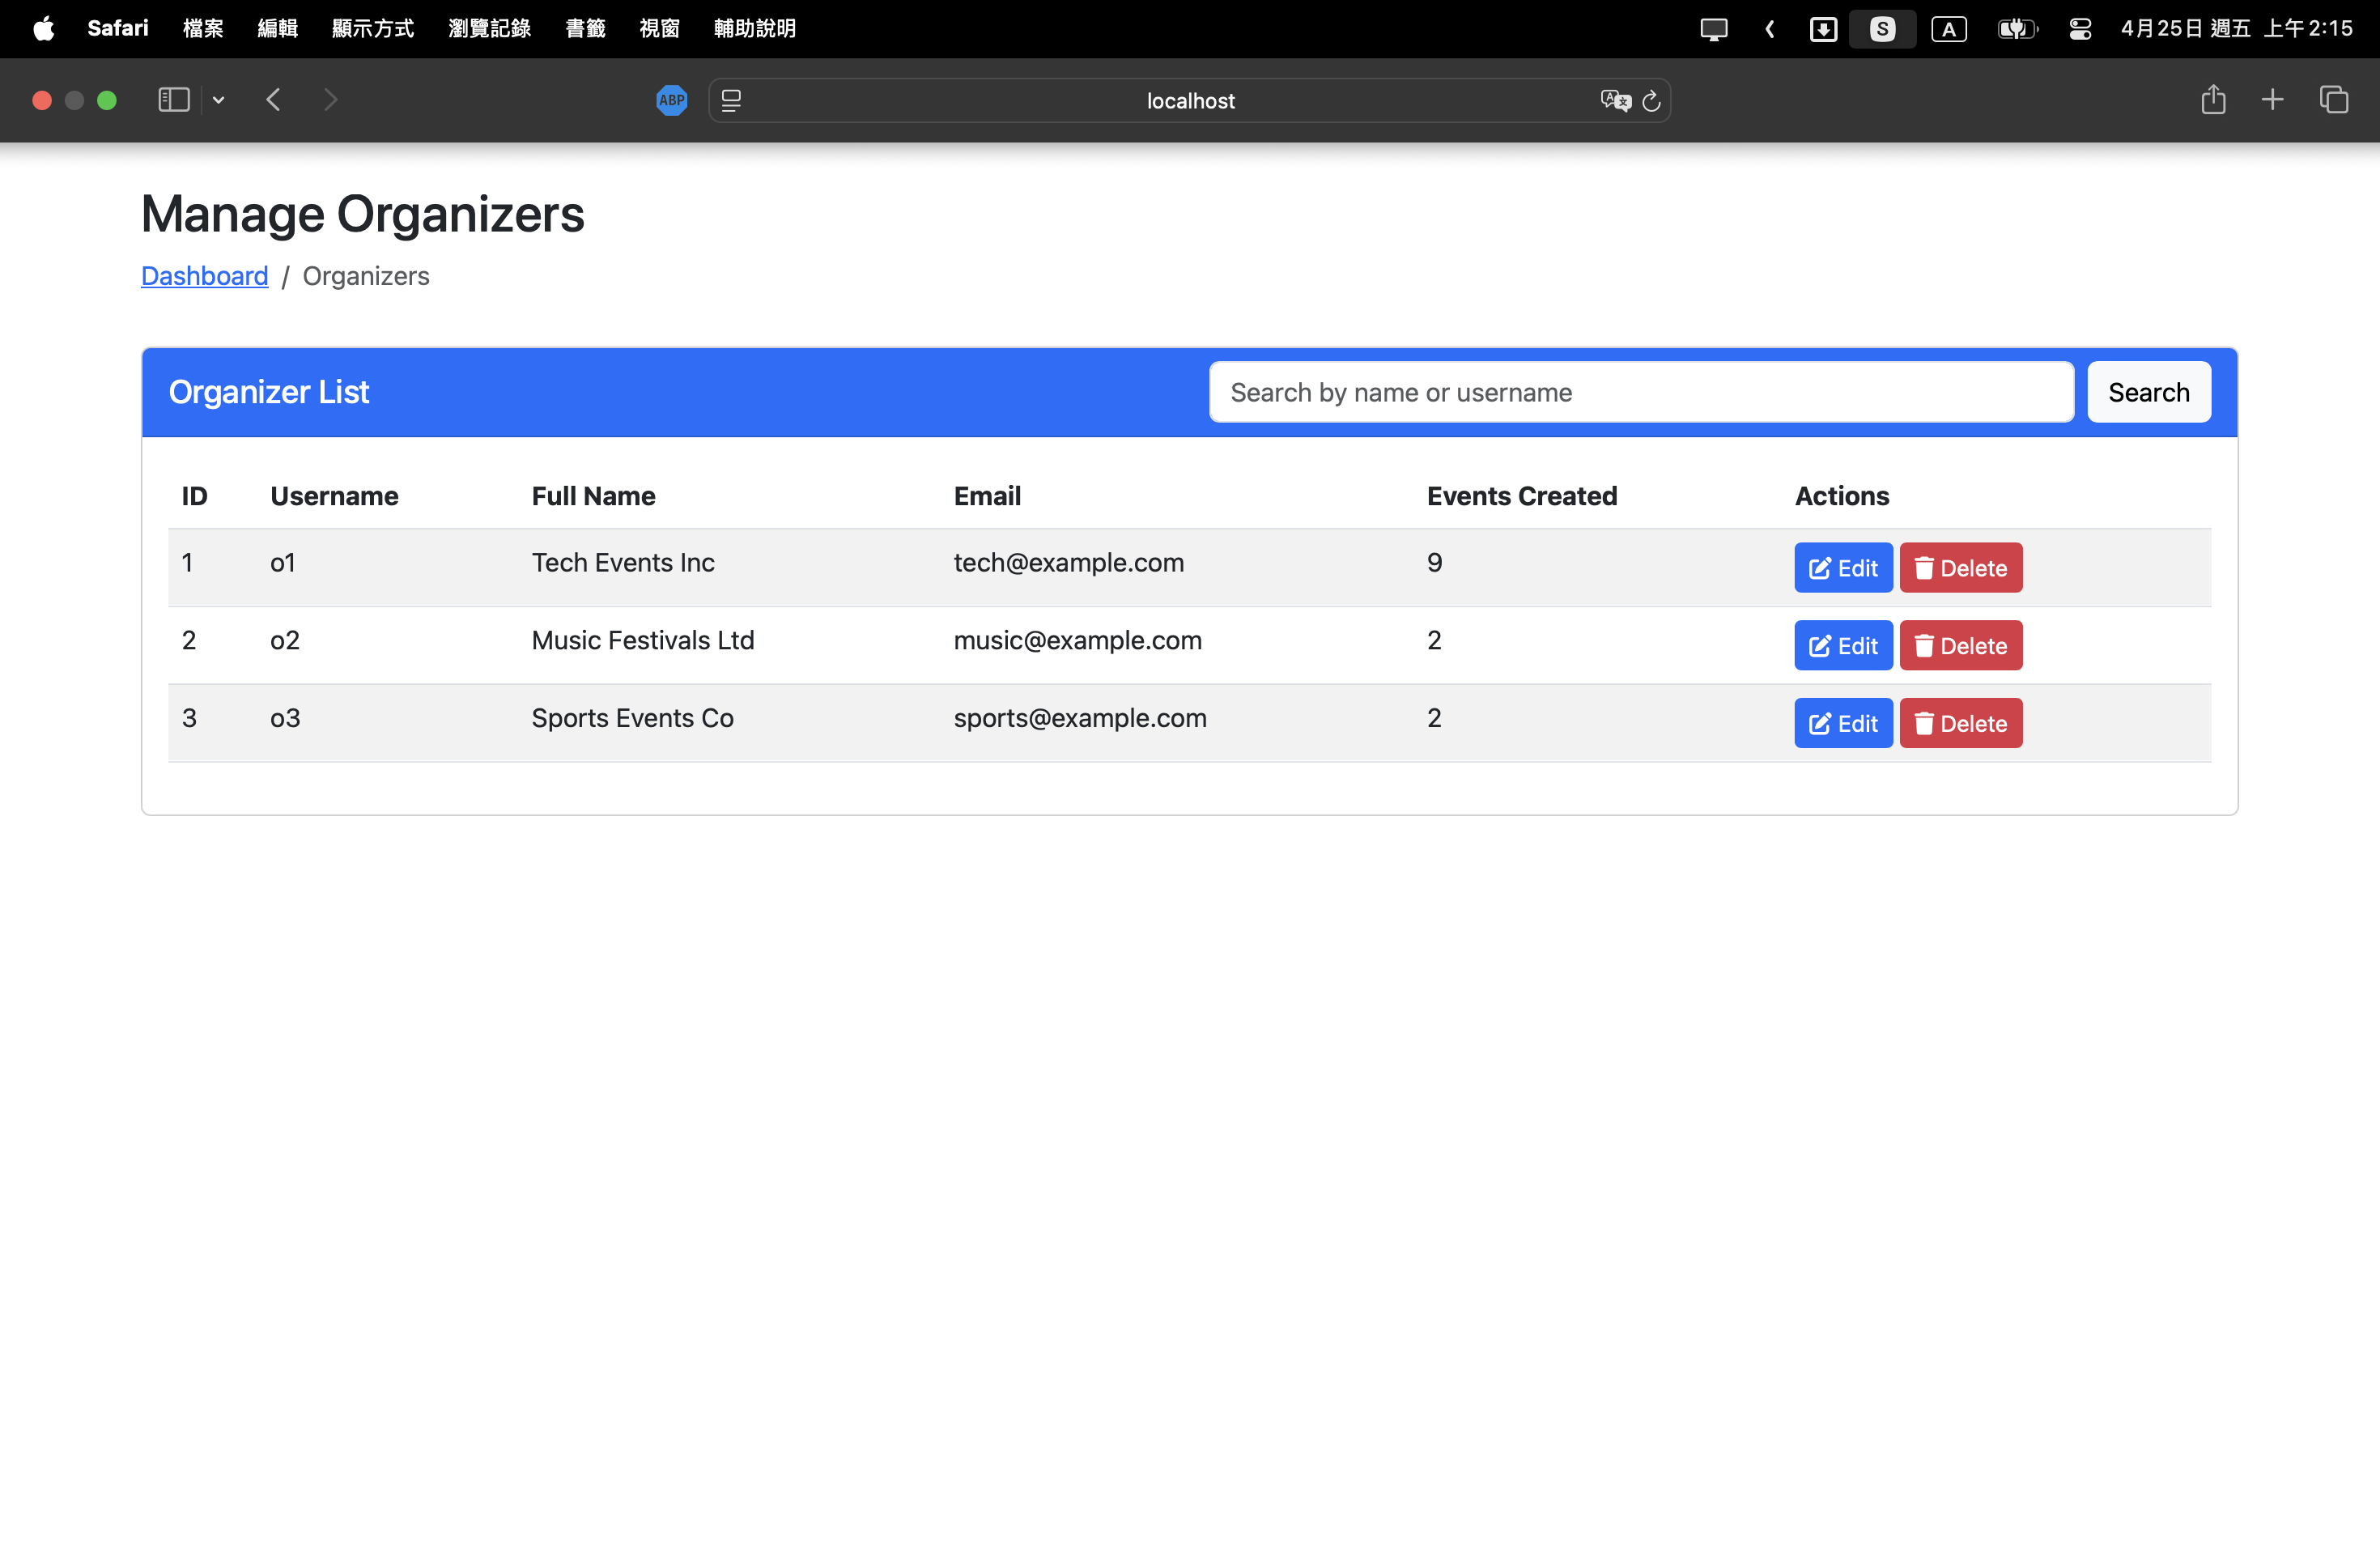 Safari 檔案 編輯 顯示方式 瀏覽記錄 書籤 視窗 輔助說明 S A 4月25日 週五 上午2:15
ABP localhost
Manage Organizers
Dashboard / Organizers
Organizer List Search by name or username Search
ID Username Full Name Email Events Created Actions
1 o1 Tech Events Inc tech@example.com 9 Edit Delete
2 o2 Music Festivals Ltd music@example.com 2 Edit Delete
3 o3 Sports Events Co sports@example.com 2 Edit Delete